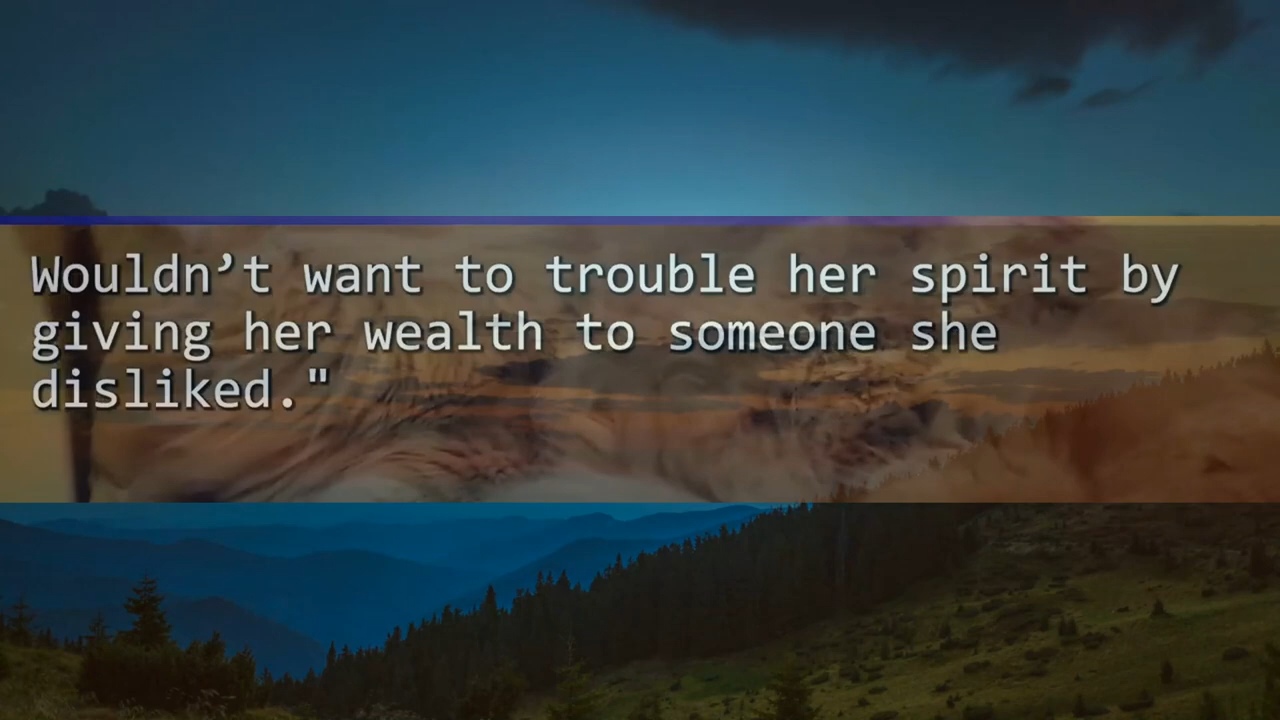 Wouldn’t want to trouble her spirit by
giving her wealth to someone she
disliked."